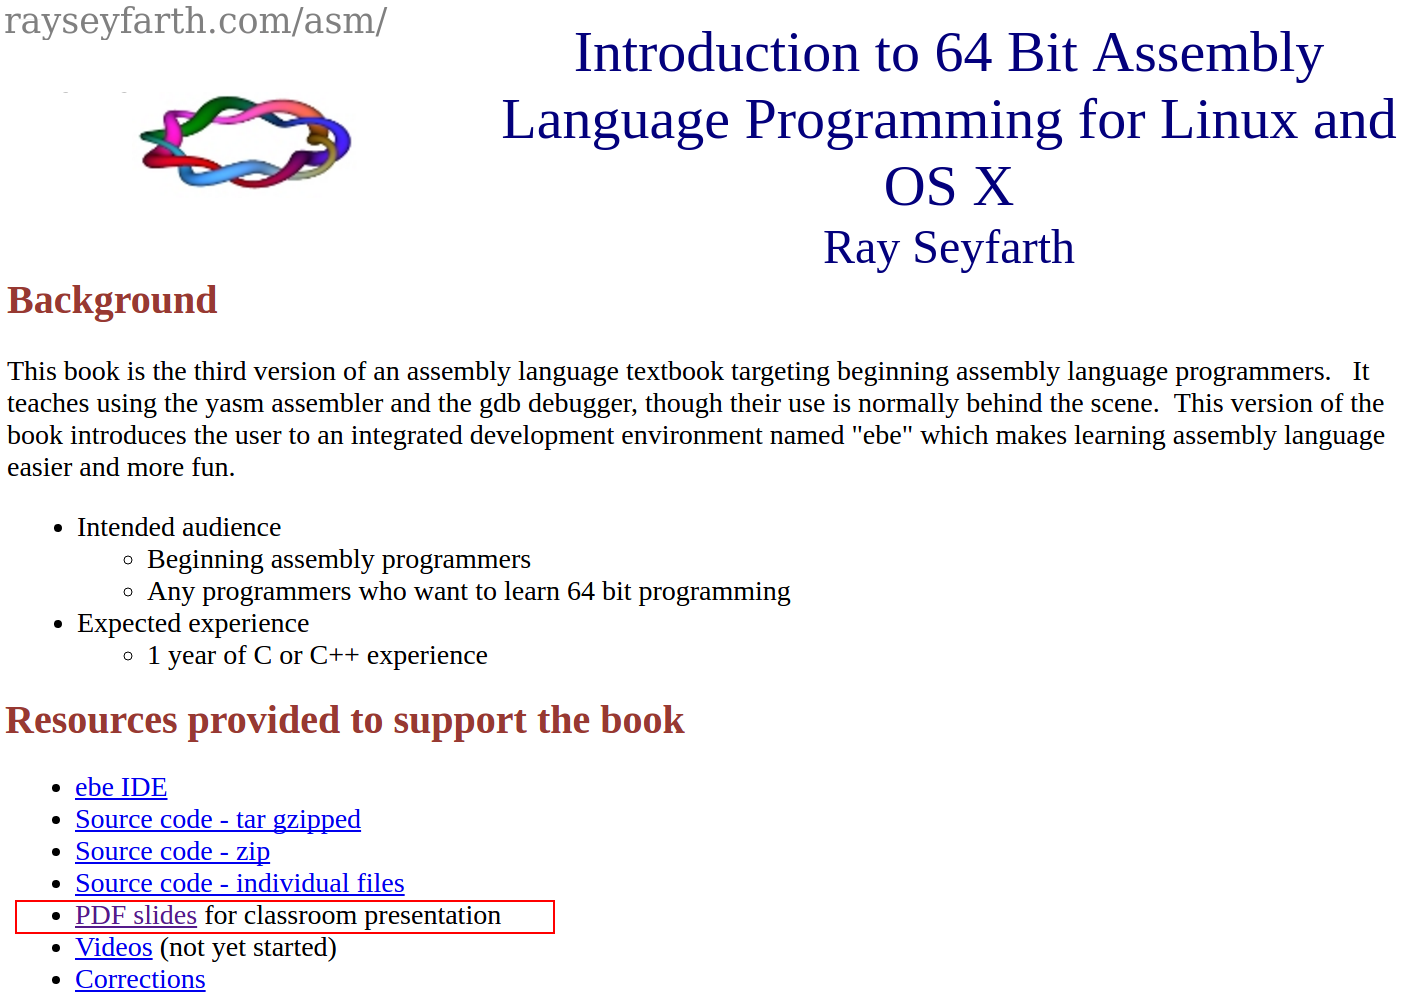 rayseyfarth.com/asm/
Introduction to 64 Bit Assembly
Language Programming for Linux and
OS X
Ray Seyfarth
Background
This book is the third version of an assembly language textbook targeting beginning assembly language programmers.   It
teaches using the yasm assembler and the gdb debugger, though their use is normally behind the scene.  This version of the
book introduces the user to an integrated development environment named "ebe" which makes learning assembly language
easier and more fun.
Intended audience
Beginning assembly programmers
Any programmers who want to learn 64 bit programming
Expected experience
1 year of C or C++ experience
Resources provided to support the book
ebe IDE
Source code - tar gzipped
Source code - zip
Source code - individual files
PDF slides for classroom presentation
Videos (not yet started)
Corrections